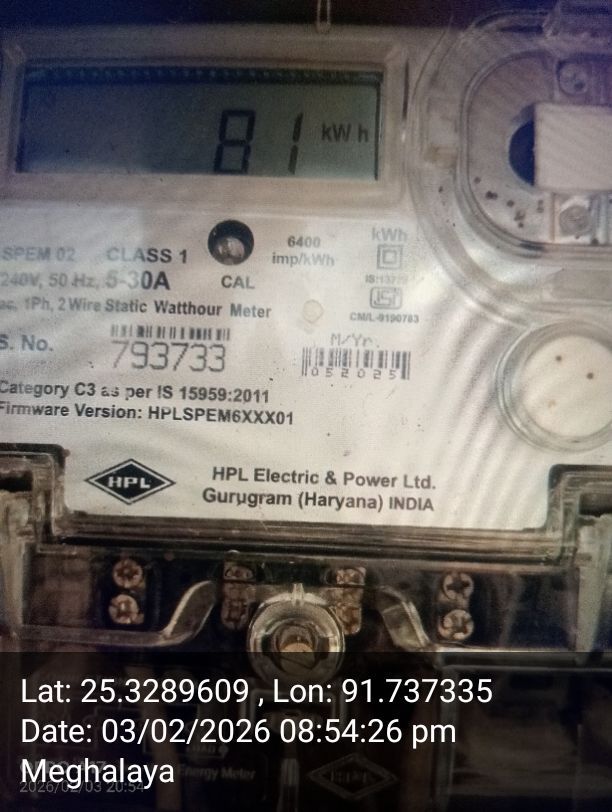 81 kWh
SPEM 02 CLASS 1
6400
imp/kWh
kWh
240V, 50 Hz, 5-30A
CAL
ac, 1Ph, 2 Wire Static Watthour Meter
CM/L-9190783
S. No.
793733
M/Yr.
052025
Category C3 as per IS 15959:2011
Firmware Version: HPLSPEM6XXX01
HPL
HPL Electric & Power Ltd.
Gurugram (Haryana) INDIA
Lat: 25.3289609 , Lon: 91.737335
Date: 03/02/2026 08:54:26 pm
Meghalaya
Energy Meter
2026/02/03 20:54